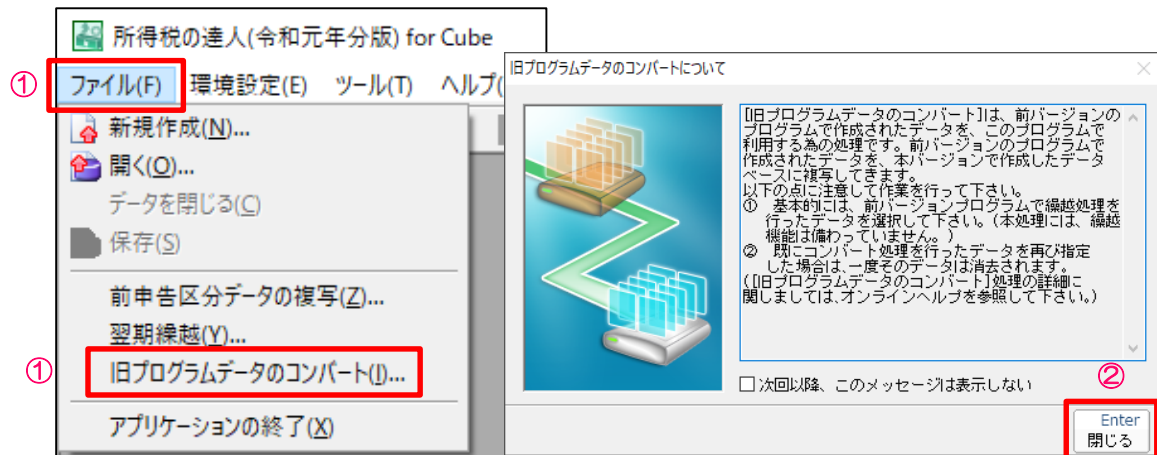 所得税の達人(令和元年分版) for Cube
① ファイル(F) 環境設定(E) ツール(T) ヘルプ(
新規作成(N)...
開く(O)...
データを閉じる(C)
保存(S)
前申告区分データの複写(Z)...
翌期繰越(Y)...
① 旧プログラムデータのコンバート(I)...
アプリケーションの終了(X)
旧プログラムデータのコンバートについて
[旧プログラムデータのコンバート]は、前バージョンの
プログラムで作成されたデータを、このプログラムで
利用する為の処理です。前バージョンのプログラムで
作成されたデータを、本バージョンで作成したデータ
ベースに複写してきます。
以下の点に注意して作業を行って下さい。
① 基本的には、前バージョンプログラムで繰越処理を
行ったデータを選択して下さい。(本処理には、繰越
機能は備わっていません。)
② 既にコンバート処理を行ったデータを再び指定
した場合は、一度そのデータは消去されます。
([旧プログラムデータのコンバート]処理の詳細に
関しましては、オンラインヘルプを参照して下さい。)
次回以降、このメッセージは表示しない
②
Enter
閉じる